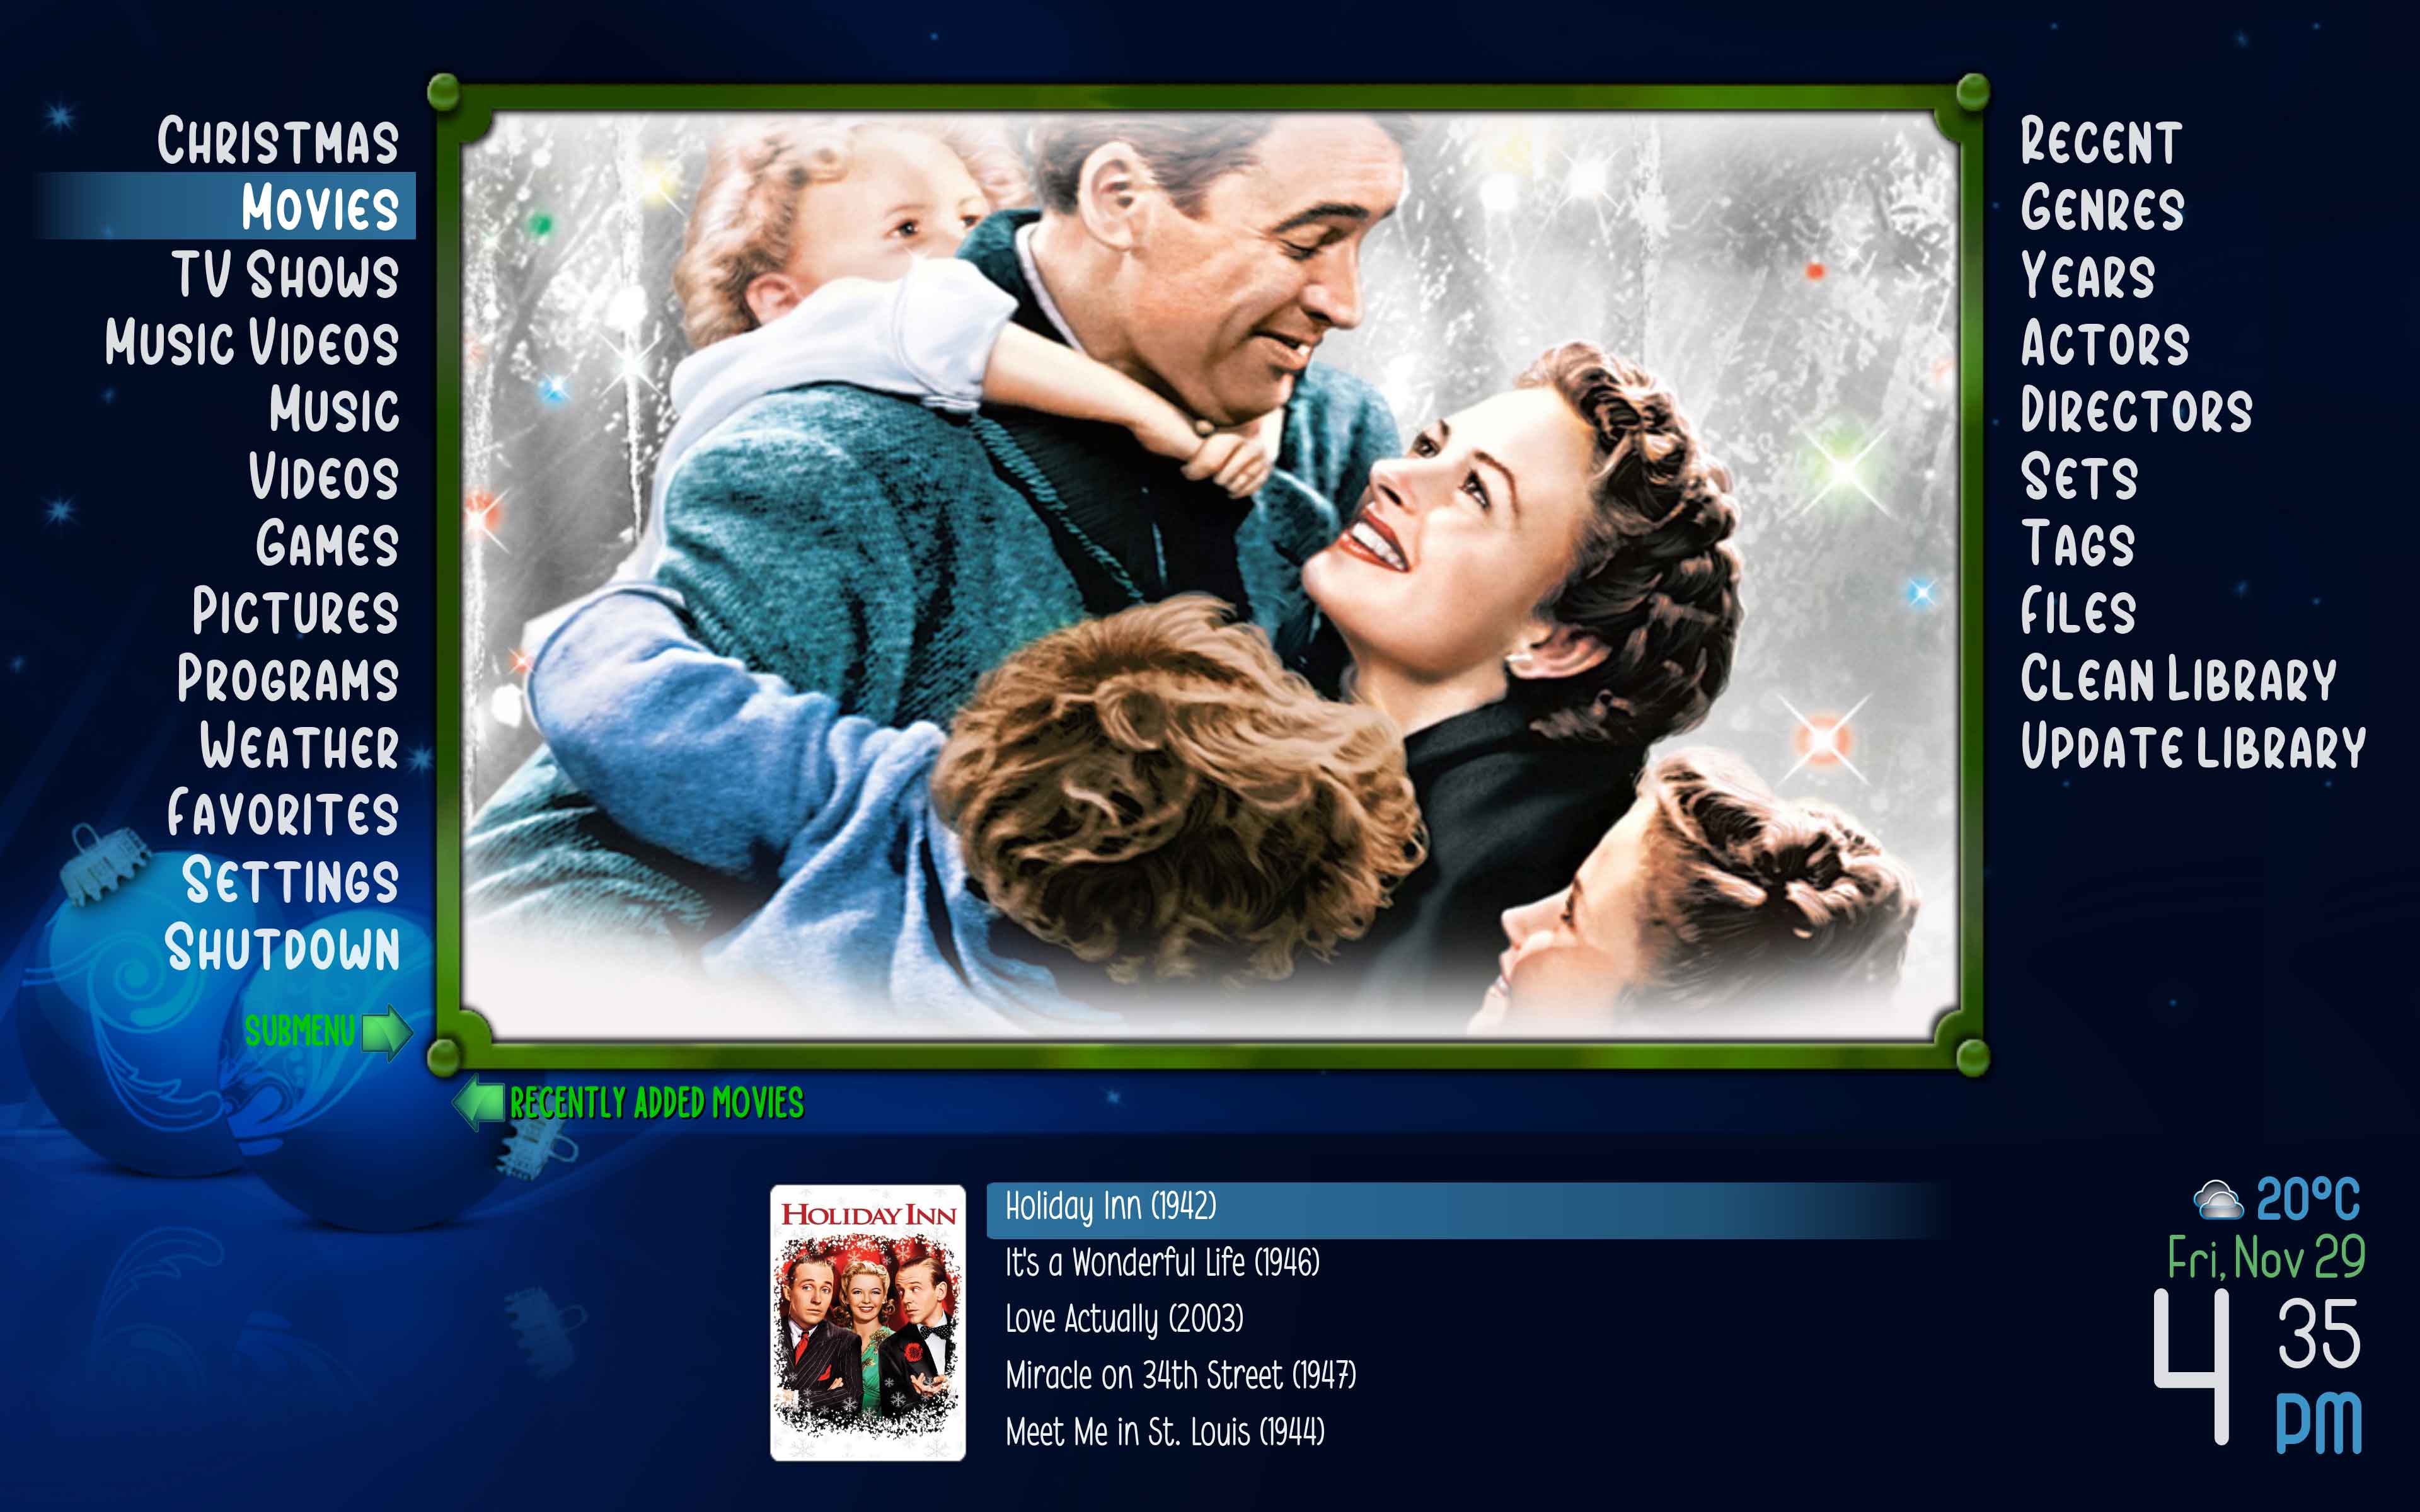 Christmas
Movies
TV Shows
Music Videos
Music
Videos
Games
Pictures
Programs
Weather
Favorites
Settings
Shutdown
SUBMENU
Recent
Genres
Years
Actors
Directors
Sets
Tags
Files
Clean Library
Update library
RECENTLY ADDED MOVIES
HOLIDAY INN
Holiday Inn (1942)
It's a Wonderful Life (1946)
Love Actually (2003)
Miracle on 34th Street (1947)
Meet Me in St. Louis (1944)
20°C
Fri, Nov 29
4 35
PM